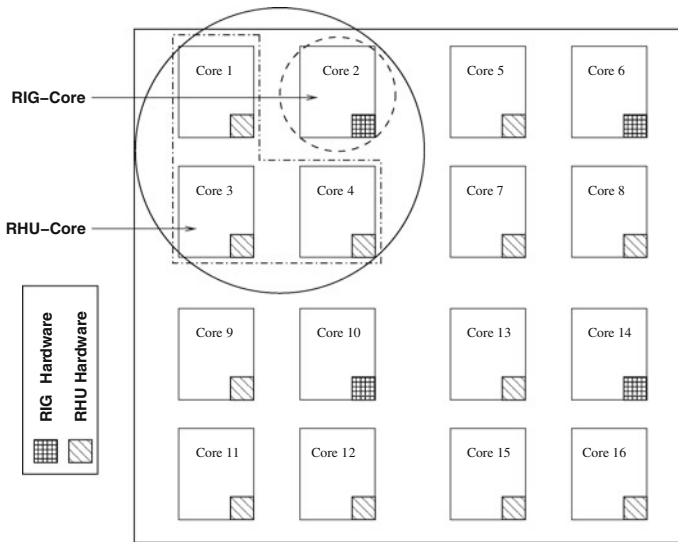 Core 1
Core 2
Core 5
Core 6
RIG–Core
Core 3
Core 4
Core 7
Core 8
RHU–Core
Core 9
Core 10
Core 13
Core 14
RIG Hardware
RHU Hardware
Core 11
Core 12
Core 15
Core 16